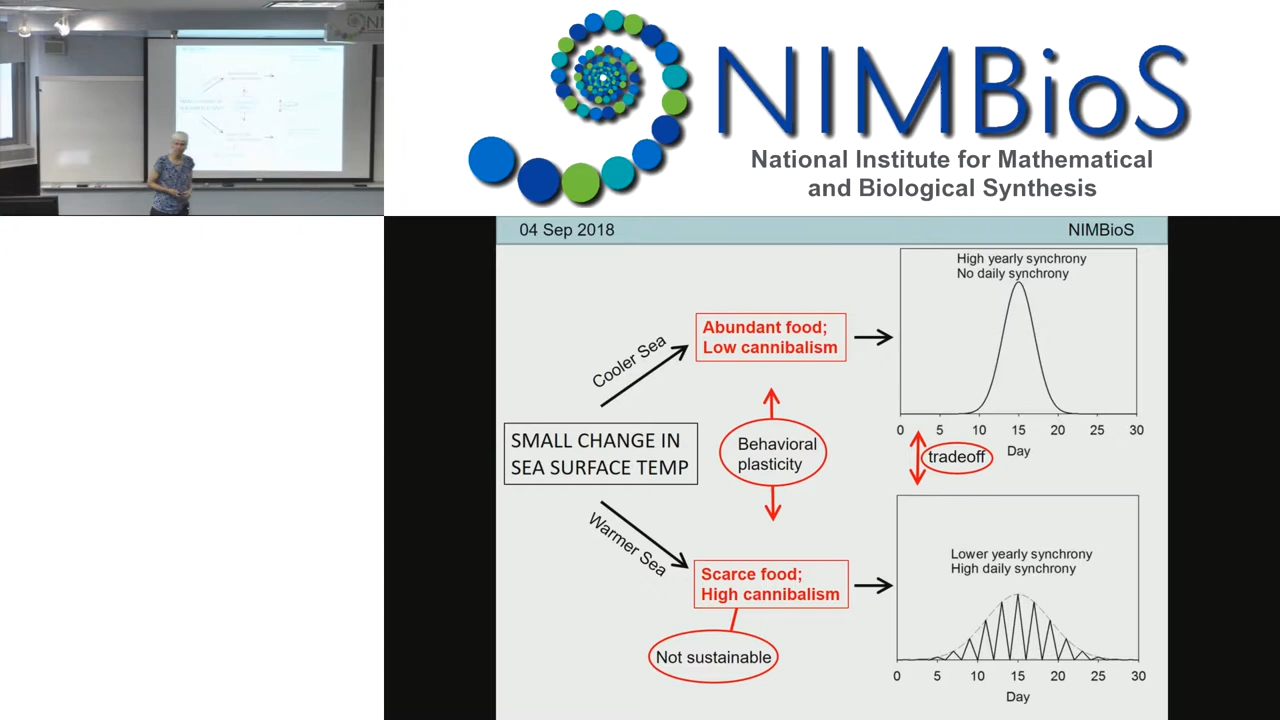 NIMBioS
National Institute for Mathematical
and Biological Synthesis
04 Sep 2018
NIMBioS
High yearly synchrony
No daily synchrony
Abundant food;
Low cannibalism
Cooler Sea
0 5 10 15 20 25 30
Day
SMALL CHANGE IN
SEA SURFACE TEMP
Behavioral
plasticity
tradeoff
Warmer Sea
Scarce food;
High cannibalism
Lower yearly synchrony
High daily synchrony
Not sustainable
0 5 10 15 20 25 30
Day